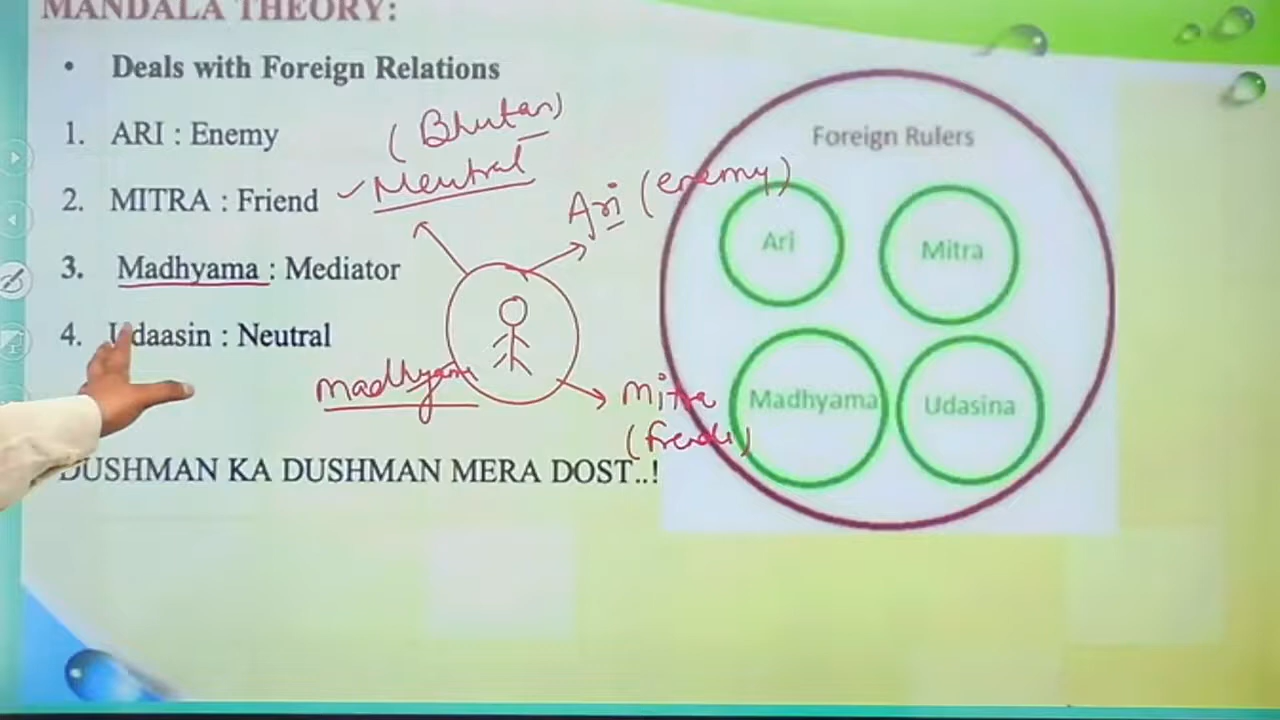 MANDALA THEORY:
• Deals with Foreign Relations
1. ARI : Enemy
2. MITRA : Friend
3. Madhyama : Mediator
4. Udaasin : Neutral
DUSHMAN KA DUSHMAN MERA DOST..!
(Bhutan)
Neutral
Ari (enemy)
madhyama
Mitra
Foreign Rulers
Ari
Mitra
Madhyama
Udasina